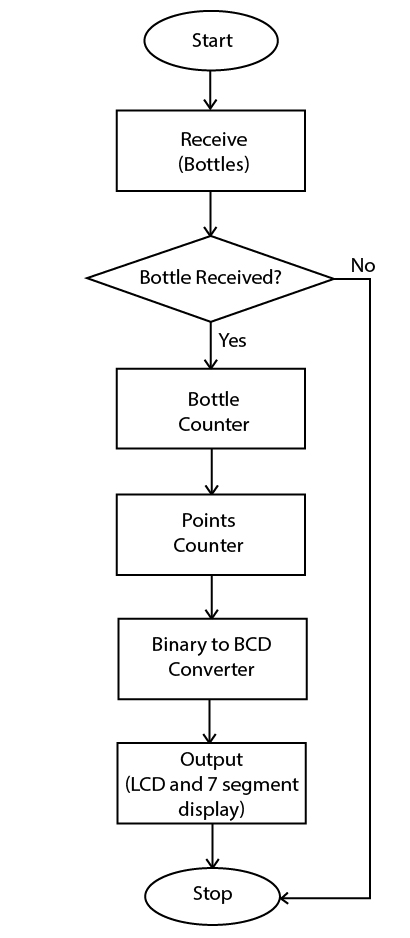 Start
Receive
(Bottles)
Bottle Received?
No
Yes
Bottle
Counter
Points
Counter
Binary to BCD
Converter
Output
(LCD and 7 segment
display)
Stop